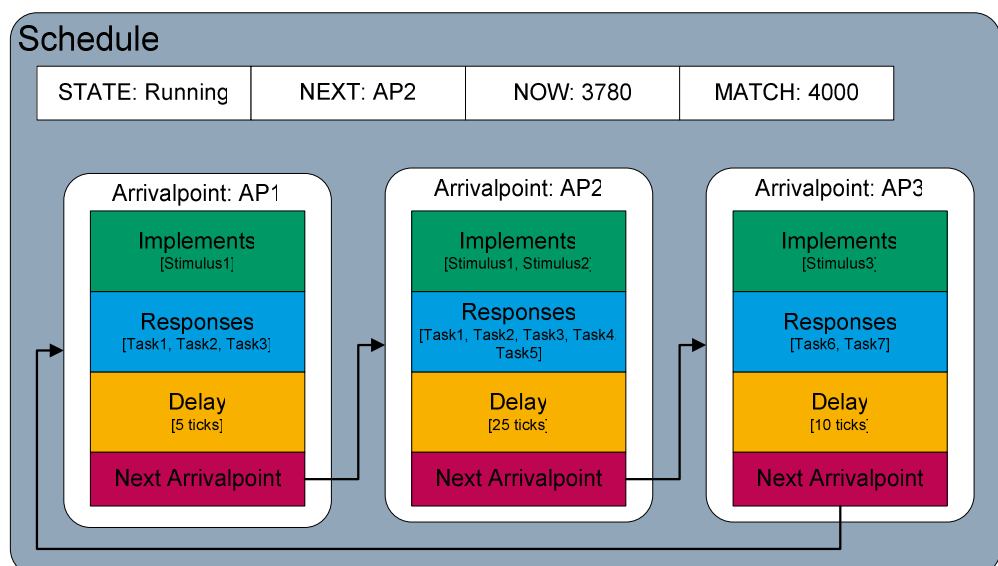 Schedule
STATE: Running
NEXT: AP2
NOW: 3780
MATCH: 4000
Arrivalpoint: AP1
Implements
[Stimulus1]
Responses
[Task1, Task2, Task3]
Delay
[5 ticks]
Next Arrivalpoint
Arrivalpoint: AP2
Implements
[Stimulus1, Stimulus2]
Responses
[Task1, Task2, Task3, Task4
Task5]
Delay
[25 ticks]
Next Arrivalpoint
Arrivalpoint: AP3
Implements
[Stimulus3]
Responses
[Task6, Task7]
Delay
[10 ticks]
Next Arrivalpoint